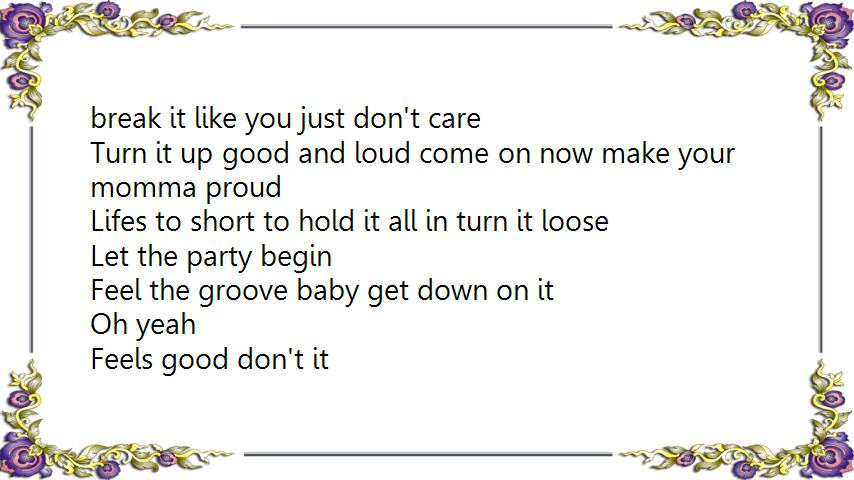 break it like you just don't care
Turn it up good and loud come on now make your
momma proud
Lifes to short to hold it all in turn it loose
Let the party begin
Feel the groove baby get down on it
Oh yeah
Feels good don't it